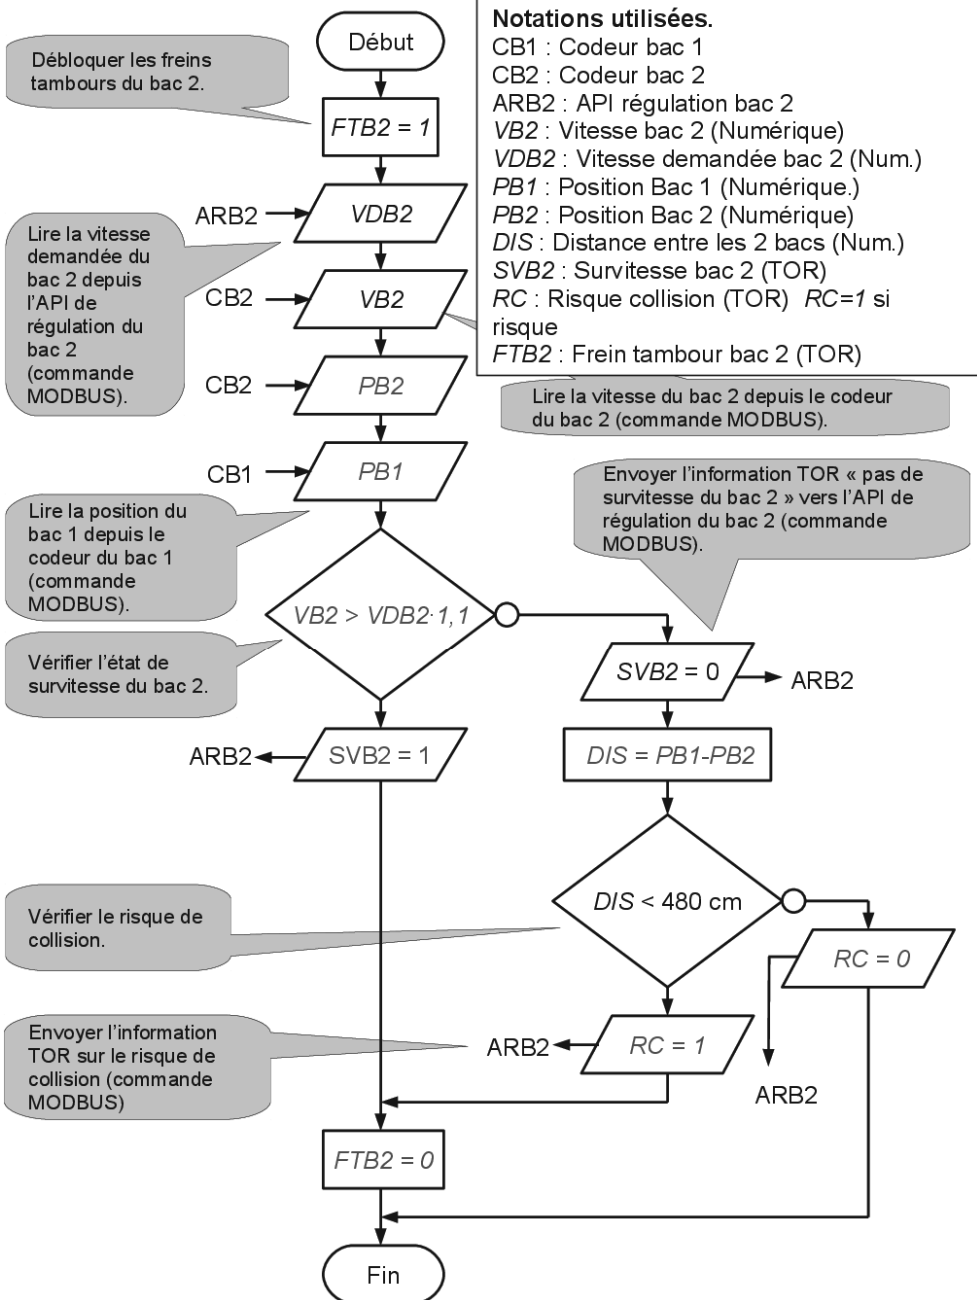 Notations utilisées.
CB1 : Codeur bac 1
CB2 : Codeur bac 2
ARB2 : API régulation bac 2
VB2 : Vitesse bac 2 (Numérique)
VDB2 : Vitesse demandée bac 2 (Num.)
PB1 : Position Bac 1 (Numérique.)
PB2 : Position Bac 2 (Numérique)
DIS : Distance entre les 2 bacs (Num.)
SVB2 : Survitesse bac 2 (TOR)
RC : Risque collision (TOR) RC=1 si
risque
FTB2 : Frein tambour bac 2 (TOR)
Début
Débloquer les freins
tambours du bac 2.
FTB2 = 1
ARB2
VDB2
Lire la vitesse
demandée du
bac 2 depuis
l'API de
régulation du
bac 2
(commande
MODBUS).
CB2
VB2
Lire la vitesse du bac 2 depuis le codeur
du bac 2 (commande MODBUS).
CB2
PB2
CB1
PB1
Lire la position du
bac 1 depuis le
codeur du bac 1
(commande
MODBUS).
Envoyer l'information TOR « pas de
survitesse du bac 2 » vers l'API de
régulation du bac 2 (commande
MODBUS).
VB2 > VDB2·1,1
Vérifier l'état de
survitesse du bac 2.
SVB2 = 0
ARB2
ARB2
SVB2 = 1
DIS = PB1-PB2
DIS < 480 cm
Vérifier le risque de
collision.
RC = 0
ARB2
Envoyer l'information
TOR sur le risque de
collision (commande
MODBUS)
ARB2
RC = 1
FTB2 = 0
Fin